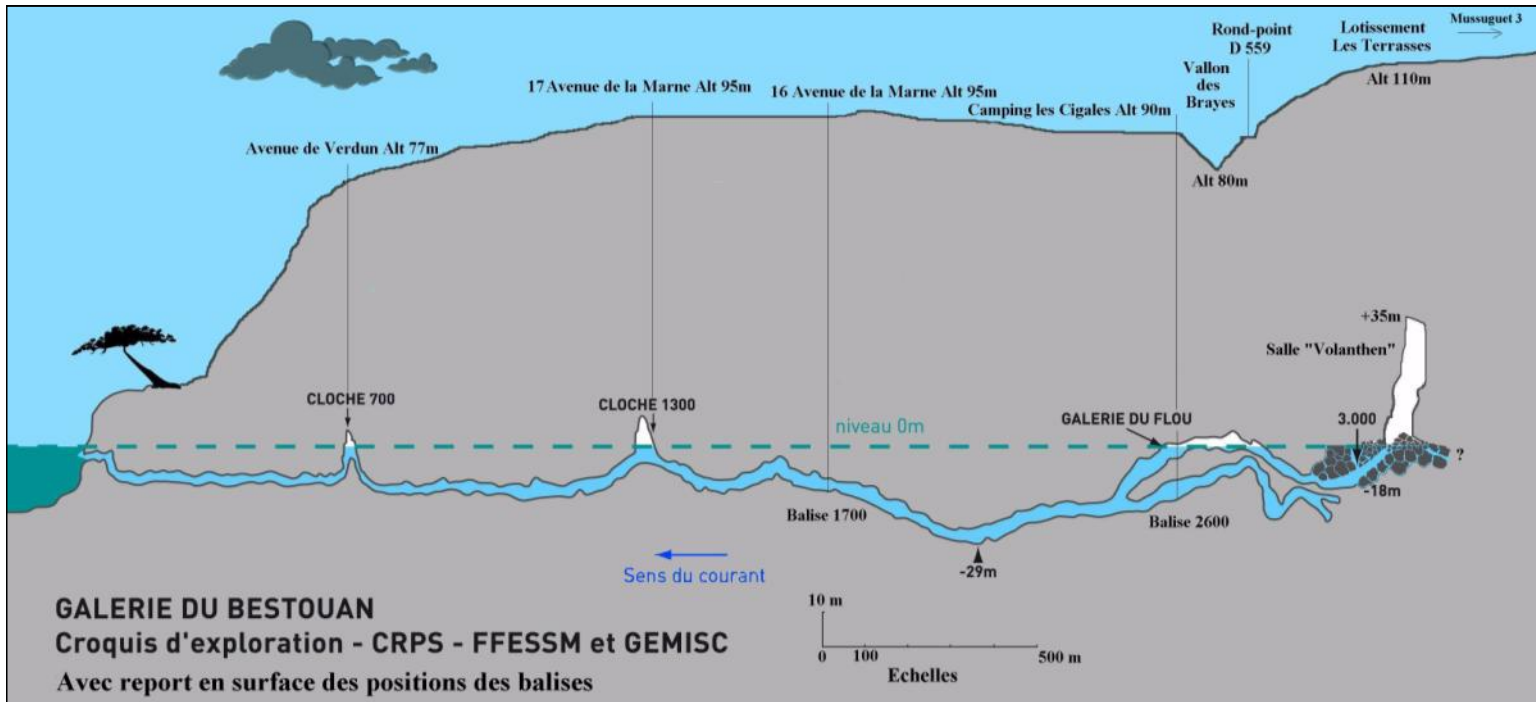 Mussuguet 3
Rond-point
D 559
Lotissement
Les Terrasses
Vallon
des
Brayes
Alt 110m
17 Avenue de la Marne Alt 95m
16 Avenue de la Marne Alt 95m
Camping les Cigales Alt 90m
Avenue de Verdun Alt 77m
Alt 80m
+35m
Salle "Volanthen"
CLOCHE 700
CLOCHE 1300
niveau 0m
GALERIE DU FLOU
3.000
?
-18m
Balise 1700
Balise 2600
-29m
Sens du courant
GALERIE DU BESTOUAN
Croquis d'exploration - CRPS - FFESSM et GEMISC
Avec report en surface des positions des balises
10 m
0 100 500 m
Echelles